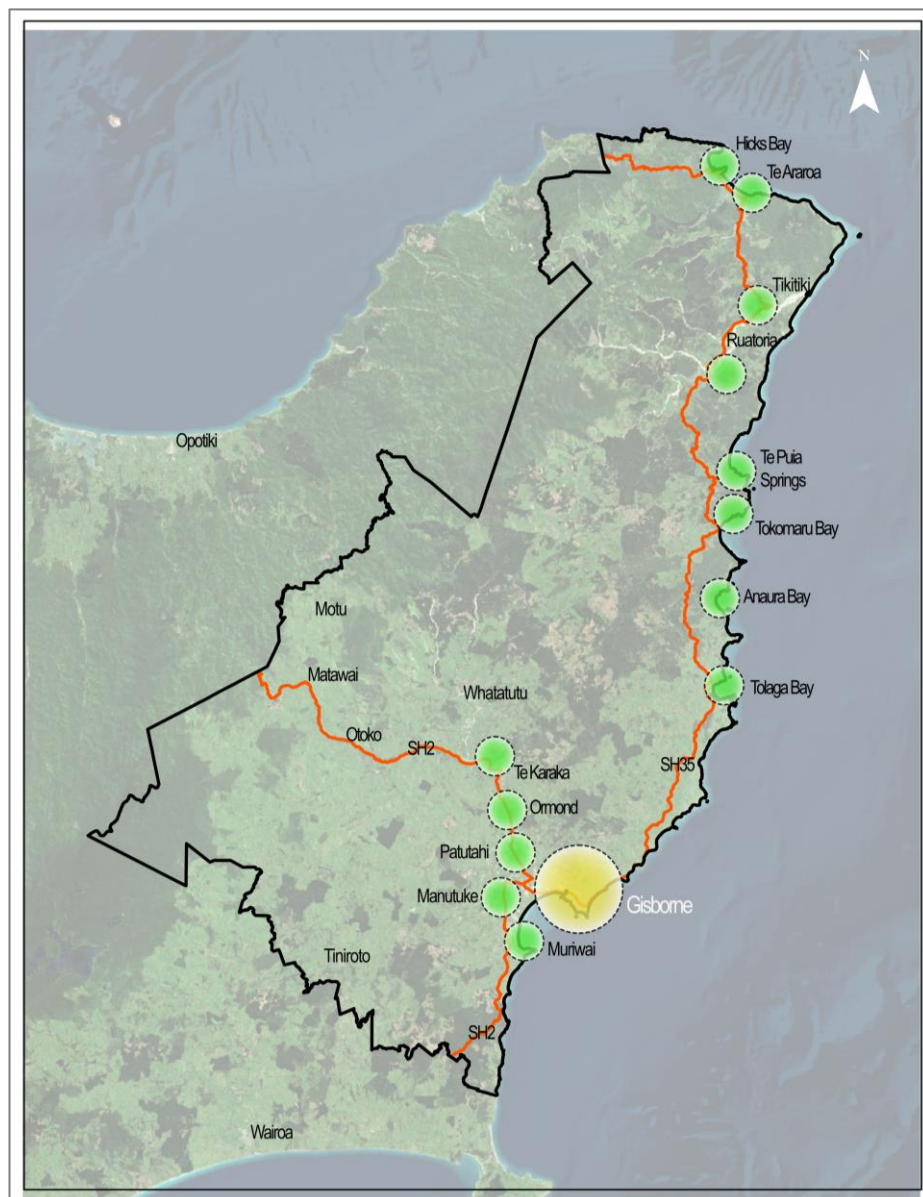 N
Hicks Bay
Te Araroa
Tikitiki
Ruatoria
Opotiki
Te Puia
Springs
Tokomaru Bay
Anaura Bay
Motu
Matawai
Whatatutu
Tolaga Bay
Otoko
SH2
SH35
Te Karaka
Ormond
Patutahi
Manutuke
Gisborne
Muriwai
Tiniroto
SH2
Wairoa